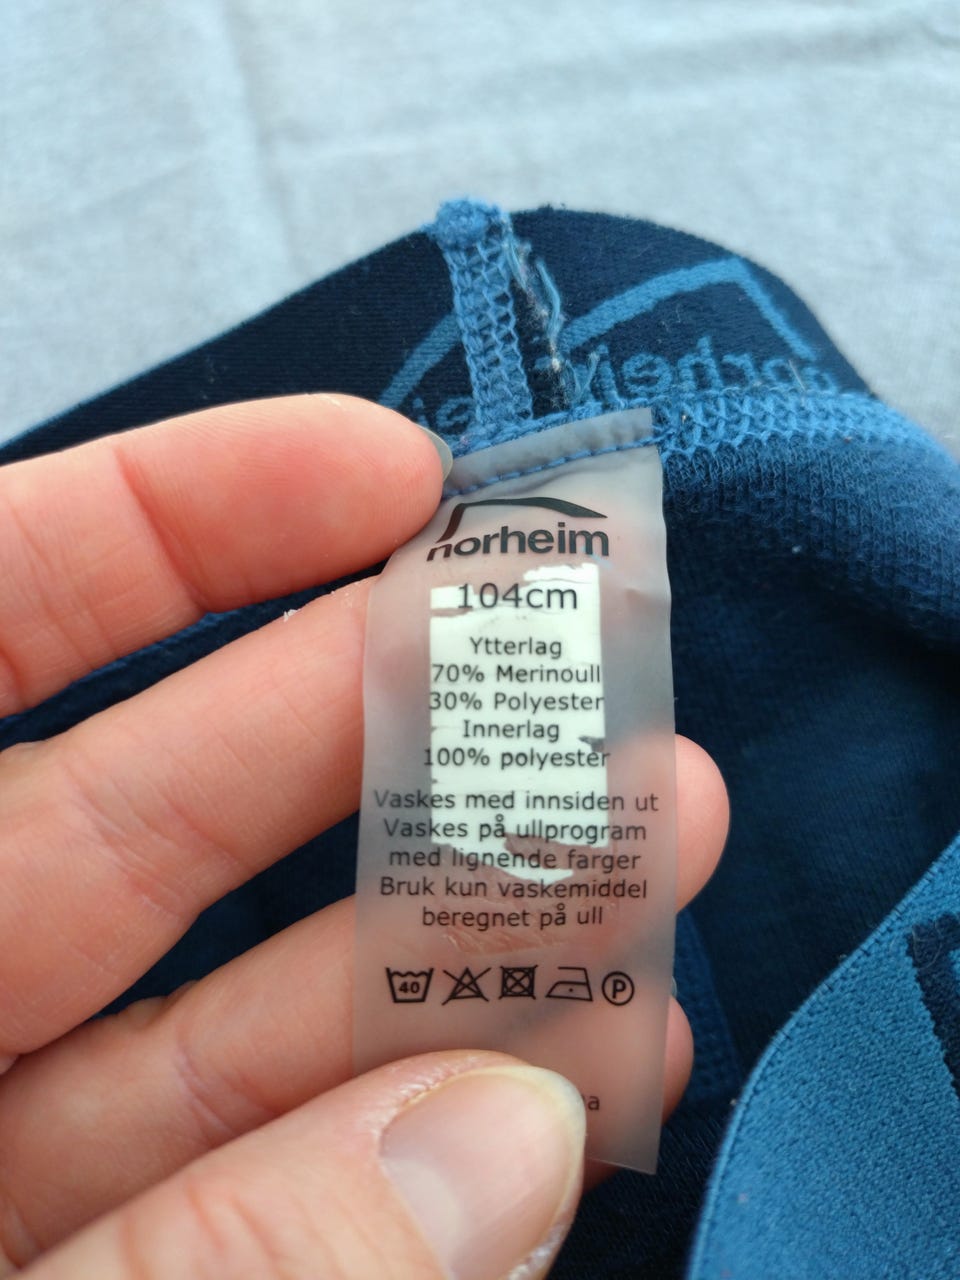 norheim
104cm
Ytterlag
70% Merinoull
30% Polyester
Innerlag
100% polyester
Vaskes med innsiden ut
Vaskes på ullprogram
med lignende farger
Bruk kun vaskemiddel
beregnet på ull
40
P